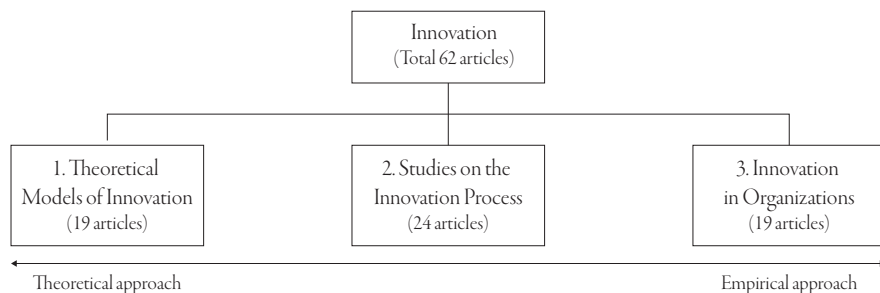 Innovation
(Total 62 articles)
1. Theoretical
Models of Innovation
(19 articles)
2. Studies on the
Innovation Process
(24 articles)
3. Innovation
in Organizations
(19 articles)
Theoretical approach
Empirical approach